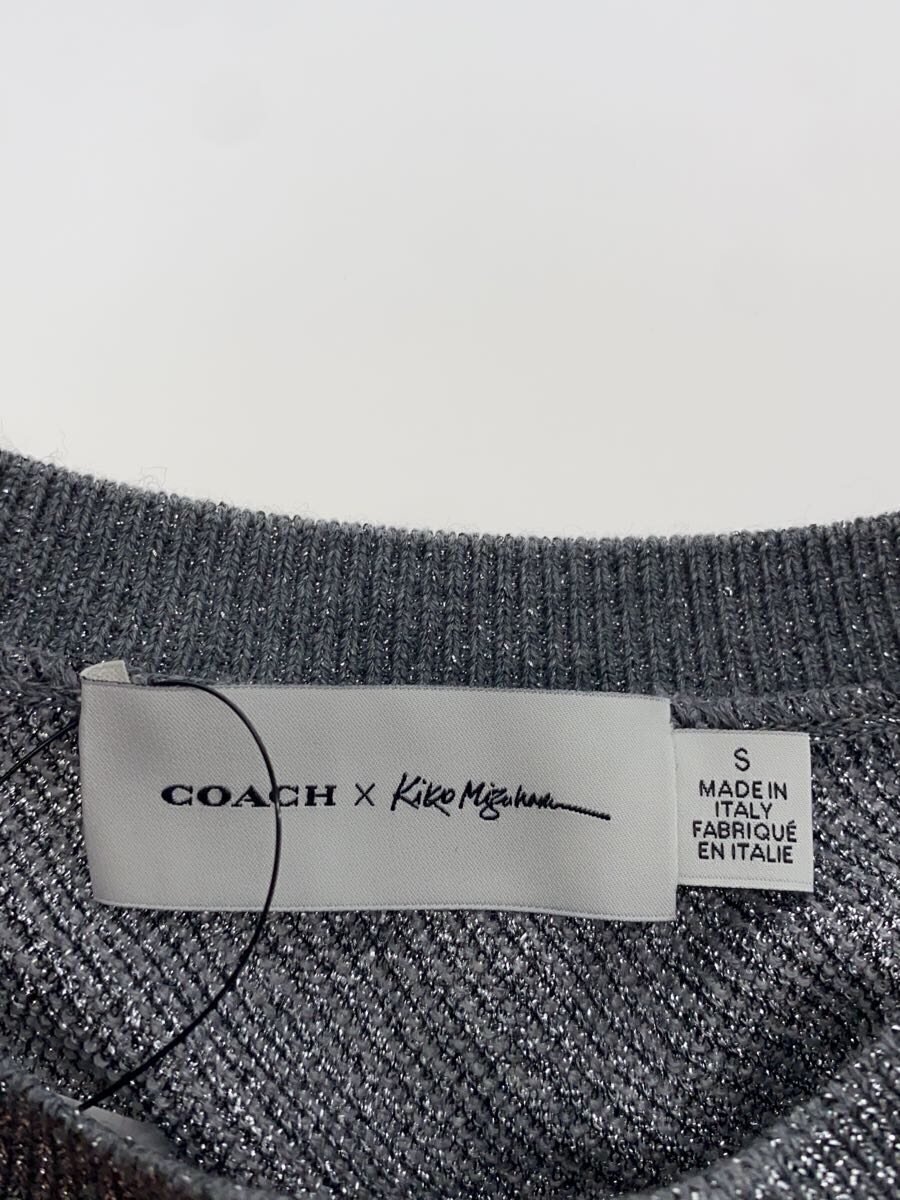 COACH X Kiko Mizuhara
S
MADE IN
ITALY
FABRIQUÉ
EN ITALIE